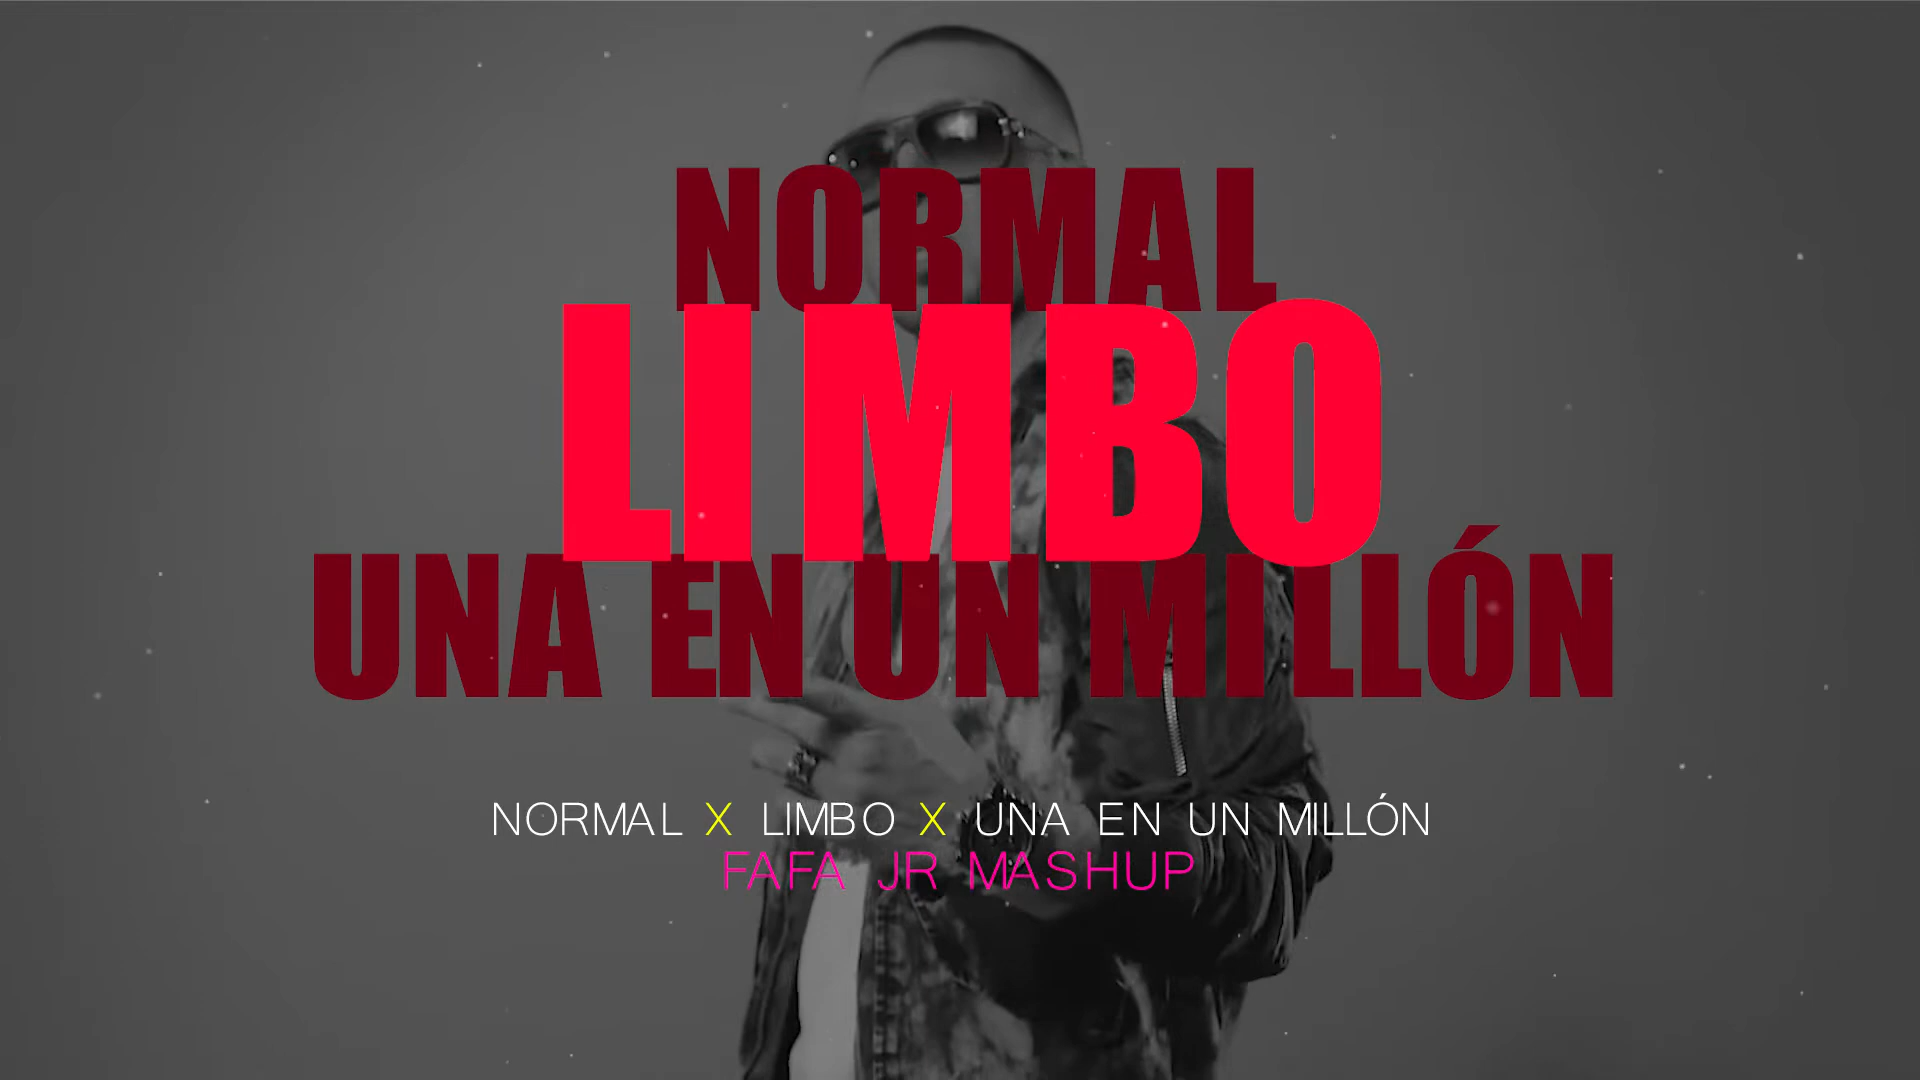 NORMAL
LIMBO
UNA EN UN MILLÓN
NORMAL X LIMBO X UNA EN UN MILLÓN
FAFA JR MASHUP